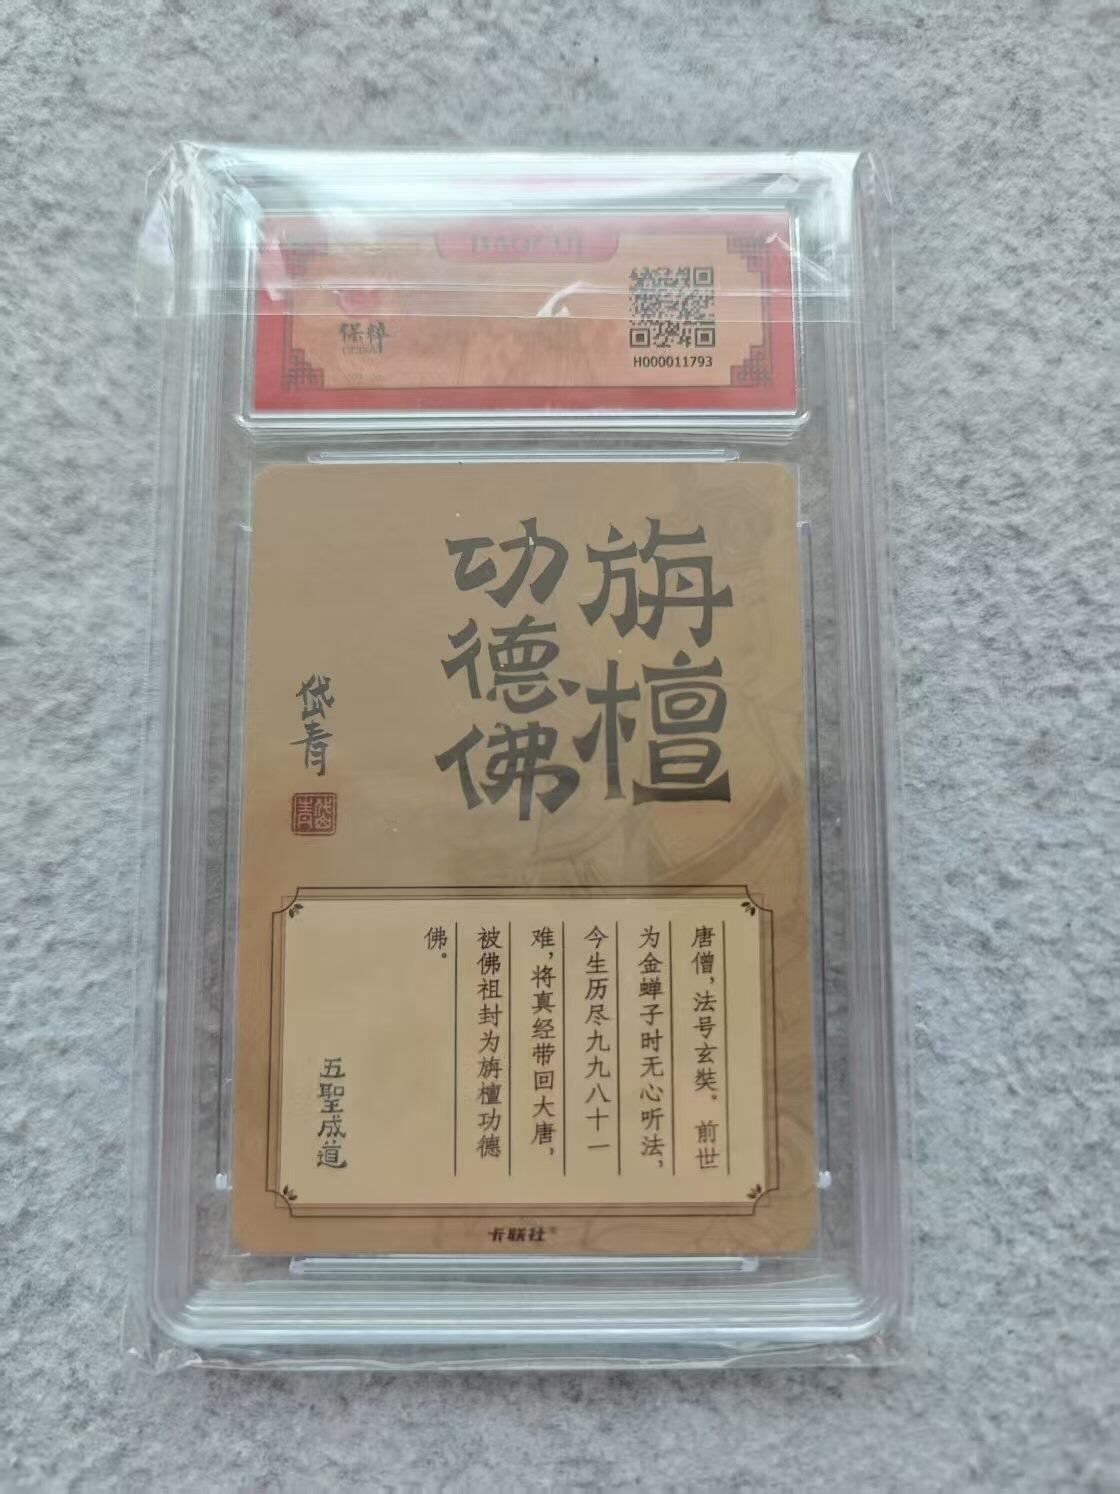 保粹
H000011793
旃檀
功德佛
岱青
岱青
唐僧，法号玄奘。前世
为金蝉子时无心听法，
今生历尽九九八十一
难，将真经带回大唐，
被佛祖封为旃檀功德
佛。
五聖成道
卡联社